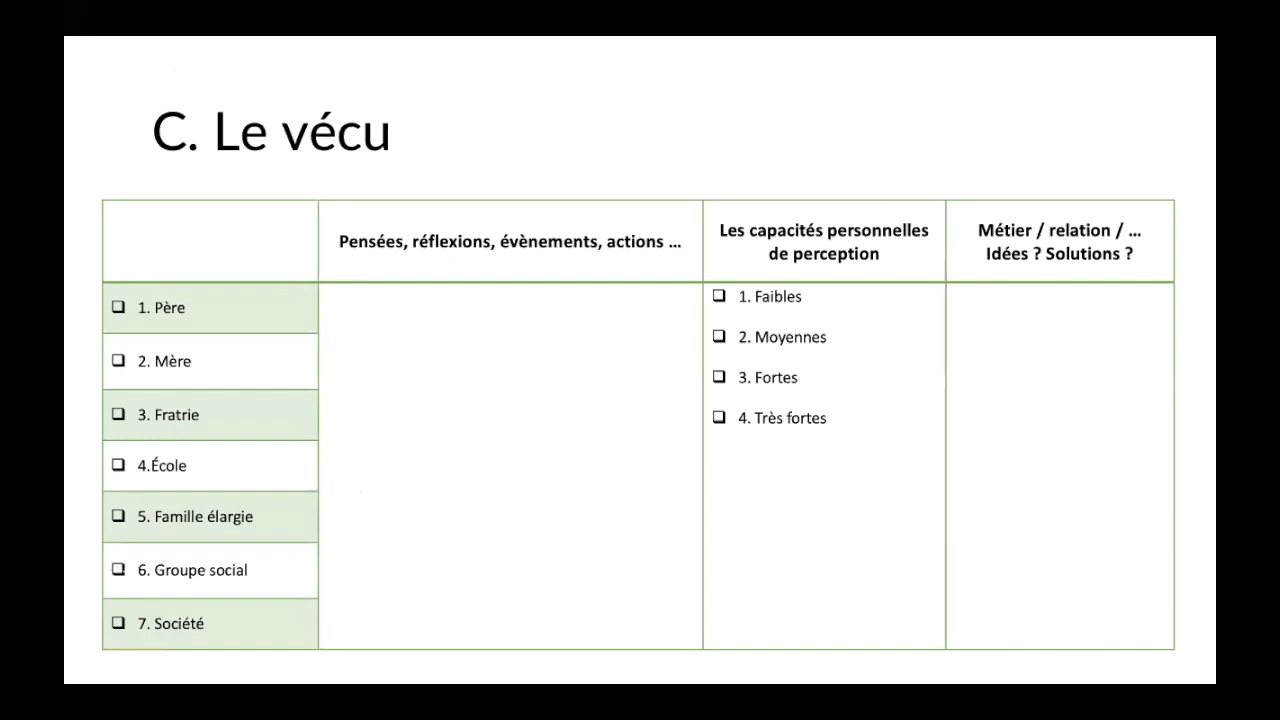 C. Le vécu
Pensées, réflexions, évènements, actions ...
Les capacités personnelles
de perception
Métier / relation / ...
Idées ? Solutions ?
1. Père
2. Mère
3. Fratrie
4.École
5. Famille élargie
6. Groupe social
7. Société
1. Faibles
2. Moyennes
3. Fortes
4. Très fortes